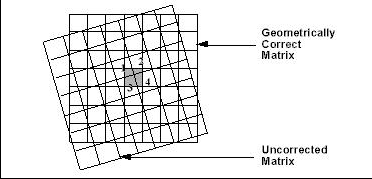 Geometrically
Correct
Matrix
1 2
3 4
Uncorrected
Matrix